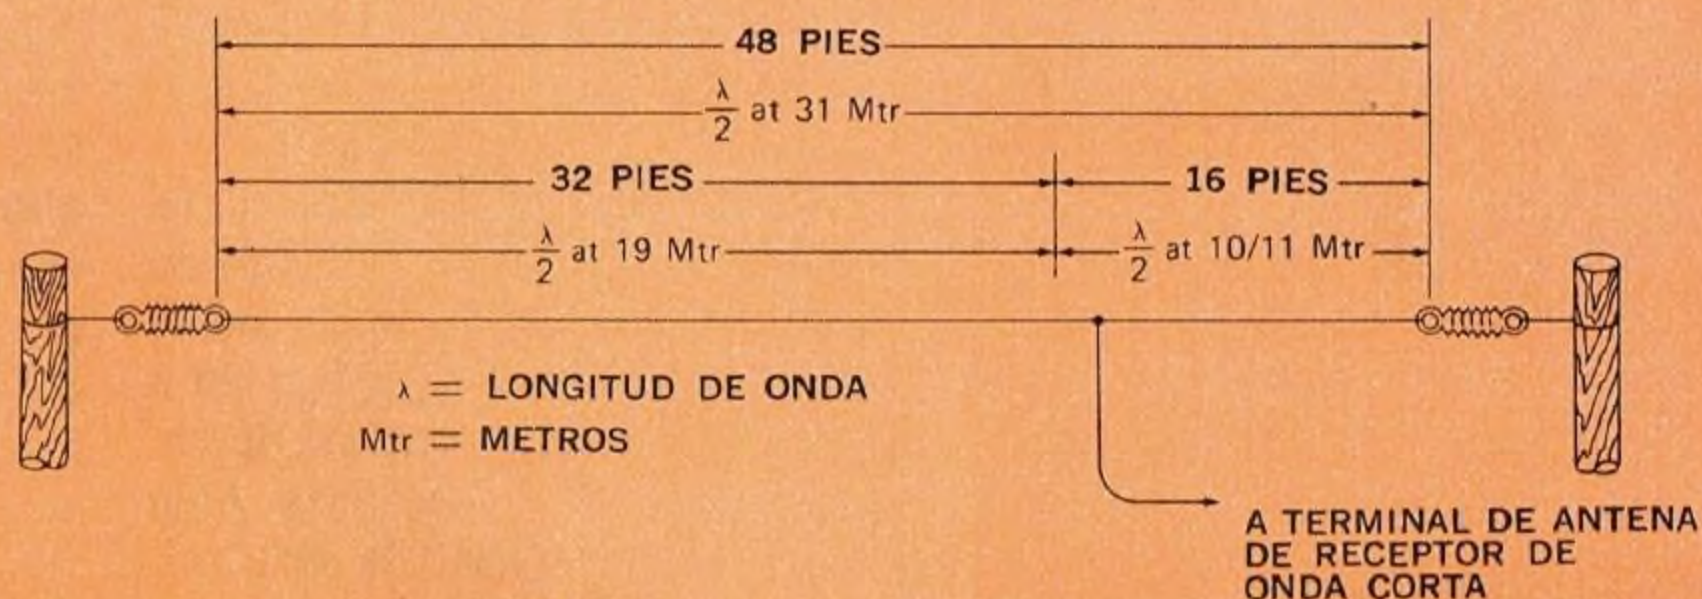 48 PIES
λ/2 at 31 Mtr
32 PIES
16 PIES
λ/2 at 19 Mtr
λ/2 at 10/11 Mtr
λ = LONGITUD DE ONDA
Mtr = METROS
A TERMINAL DE ANTENA
DE RECEPTOR DE
ONDA CORTA